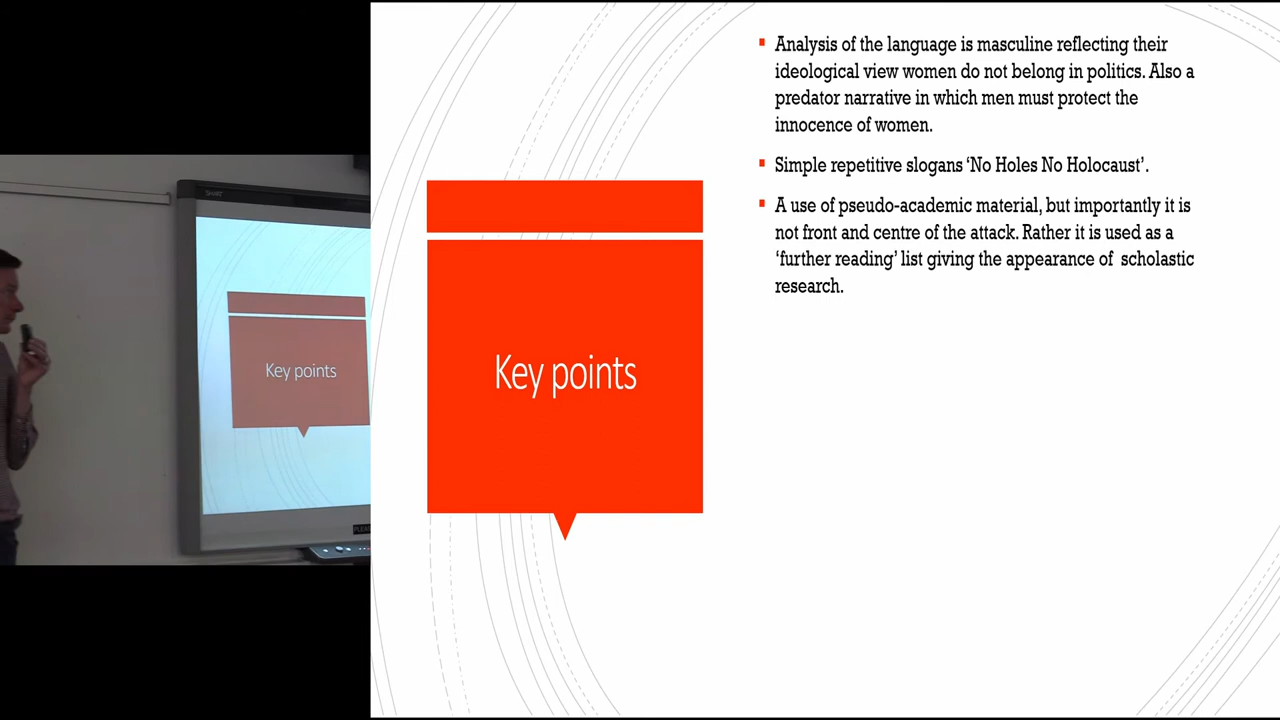 Analysis of the language is masculine reflecting their
ideological view women do not belong in politics. Also a
predator narrative in which men must protect the
innocence of women.
Simple repetitive slogans ‘No Holes No Holocaust’.
A use of pseudo-academic material, but importantly it is
not front and centre of the attack. Rather it is used as a
‘further reading’ list giving the appearance of scholastic
research.
Key points
SMART
Key points